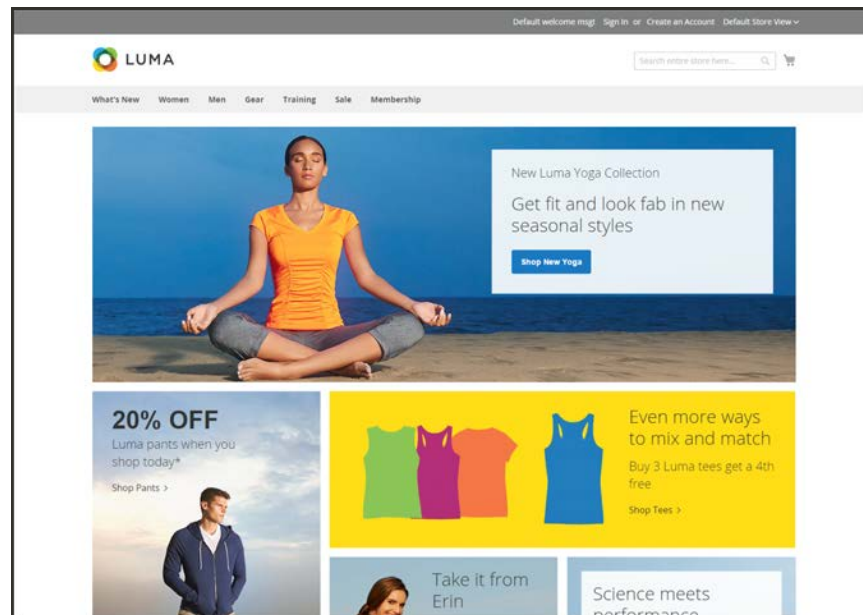 Default welcome msg! Sign In or Create an Account Default Store View
LUMA
Search entire store here...
What's New Women Men Gear Training Sale Membership
New Luma Yoga Collection
Get fit and look fab in new
seasonal styles
Shop New Yoga
20% OFF
Luma pants when you
shop today*
Shop Pants >
Even more ways
to mix and match
Buy 3 Luma tees get a 4th
free
Shop Tees >
Take it from
Erin
Science meets
performance